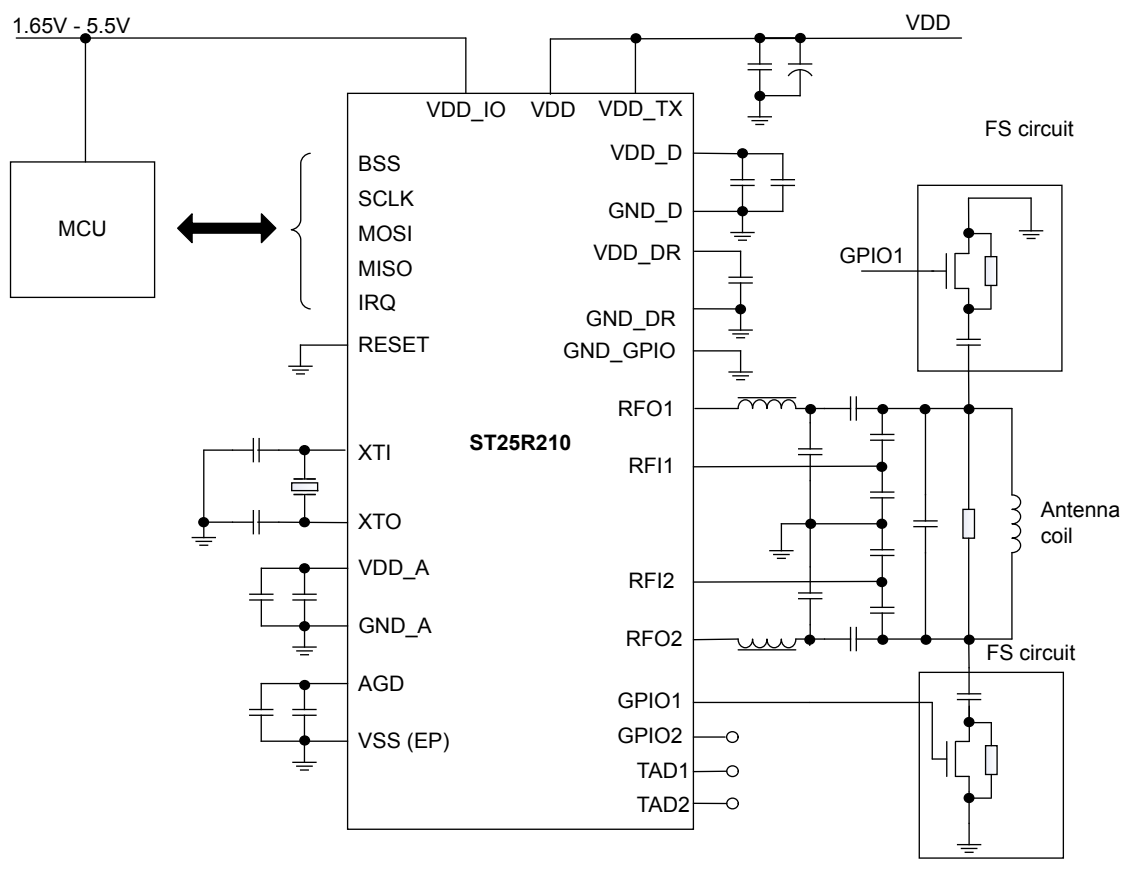 1.65V - 5.5V
VDD
VDD_IO
VDD
VDD_TX
FS circuit
MCU
BSS
SCLK
MOSI
MISO
IRQ
RESET
XTI
XTO
VDD_A
GND_A
AGD
VSS (EP)
ST25R210
VDD_D
GND_D
VDD_DR
GND_DR
GND_GPIO
RFO1
RFI1
RFI2
RFO2
GPIO1
GPIO2
TAD1
TAD2
GPIO1
Antenna
coil
FS circuit